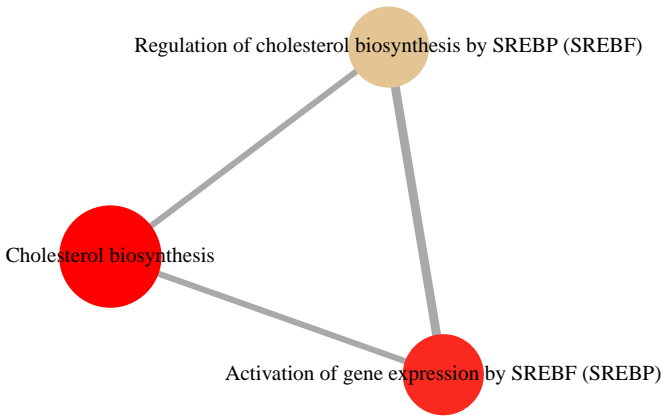 Regulation of cholesterol biosynthesis by SREBP (SREBF)
Cholesterol biosynthesis
Activation of gene expression by SREBF (SREBP)